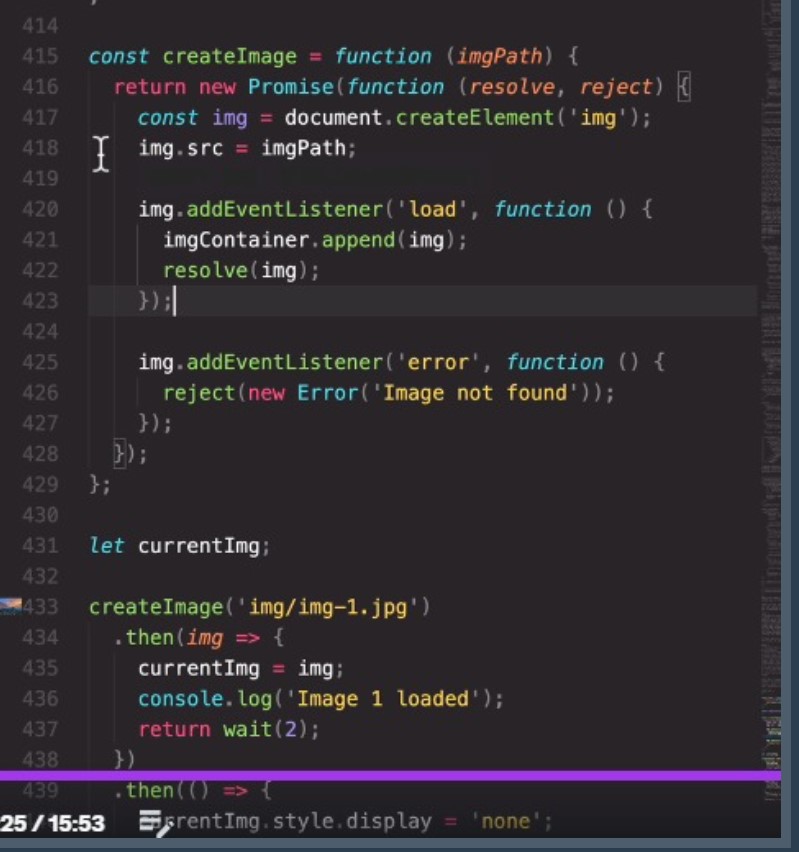 414
415 const createImage = function (imgPath) {
416 return new Promise(function (resolve, reject) {
417 const img = document.createElement('img');
418 img.src = imgPath;
419
420 img.addEventListener('load', function () {
421 imgContainer.append(img);
422 resolve(img);
423 });
424
425 img.addEventListener('error', function () {
426 reject(new Error('Image not found'));
427 });
428 });
429 };
430
431 let currentImg;
432
433 createImage('img/img-1.jpg')
434 .then(img => {
435 currentImg = img;
436 console.log('Image 1 loaded');
437 return wait(2);
438 })
439 .then(() => {
25 / 15:53 rrentImg.style.display = 'none';